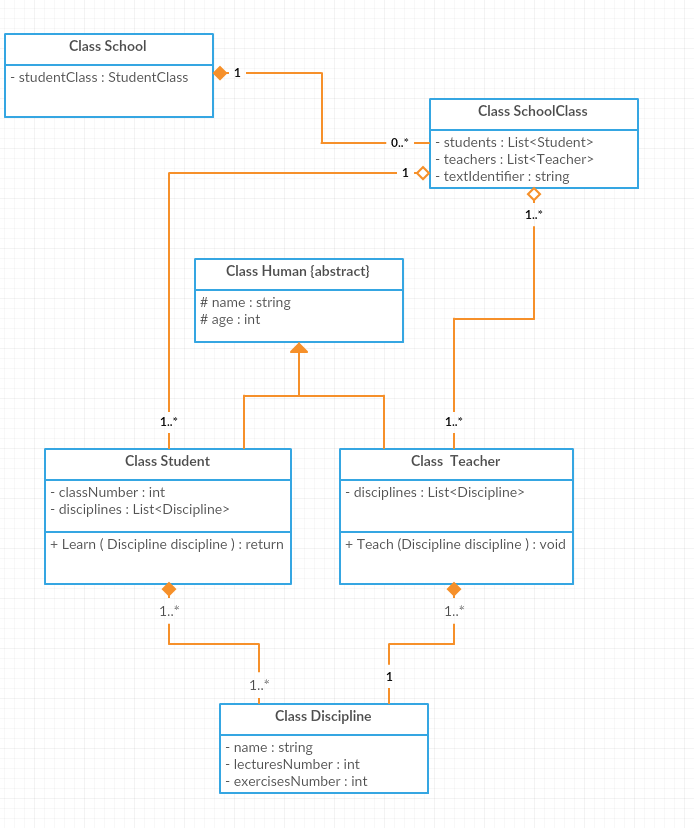 Class School
- studentClass : StudentClass
1
Class SchoolClass
- students : List<Student>
- teachers : List<Teacher>
- textIdentifier : string
0..*
1
1..*
Class Human {abstract}
# name : string
# age : int
1..*
1..*
Class Student
- classNumber : int
- disciplines : List<Discipline>
+ Learn ( Discipline discipline ) : return
Class  Teacher
- disciplines : List<Discipline>
+ Teach (Discipline discipline ) : void
1..*
1..*
1..*
1
Class Discipline
- name : string
- lecturesNumber : int
- exercisesNumber : int